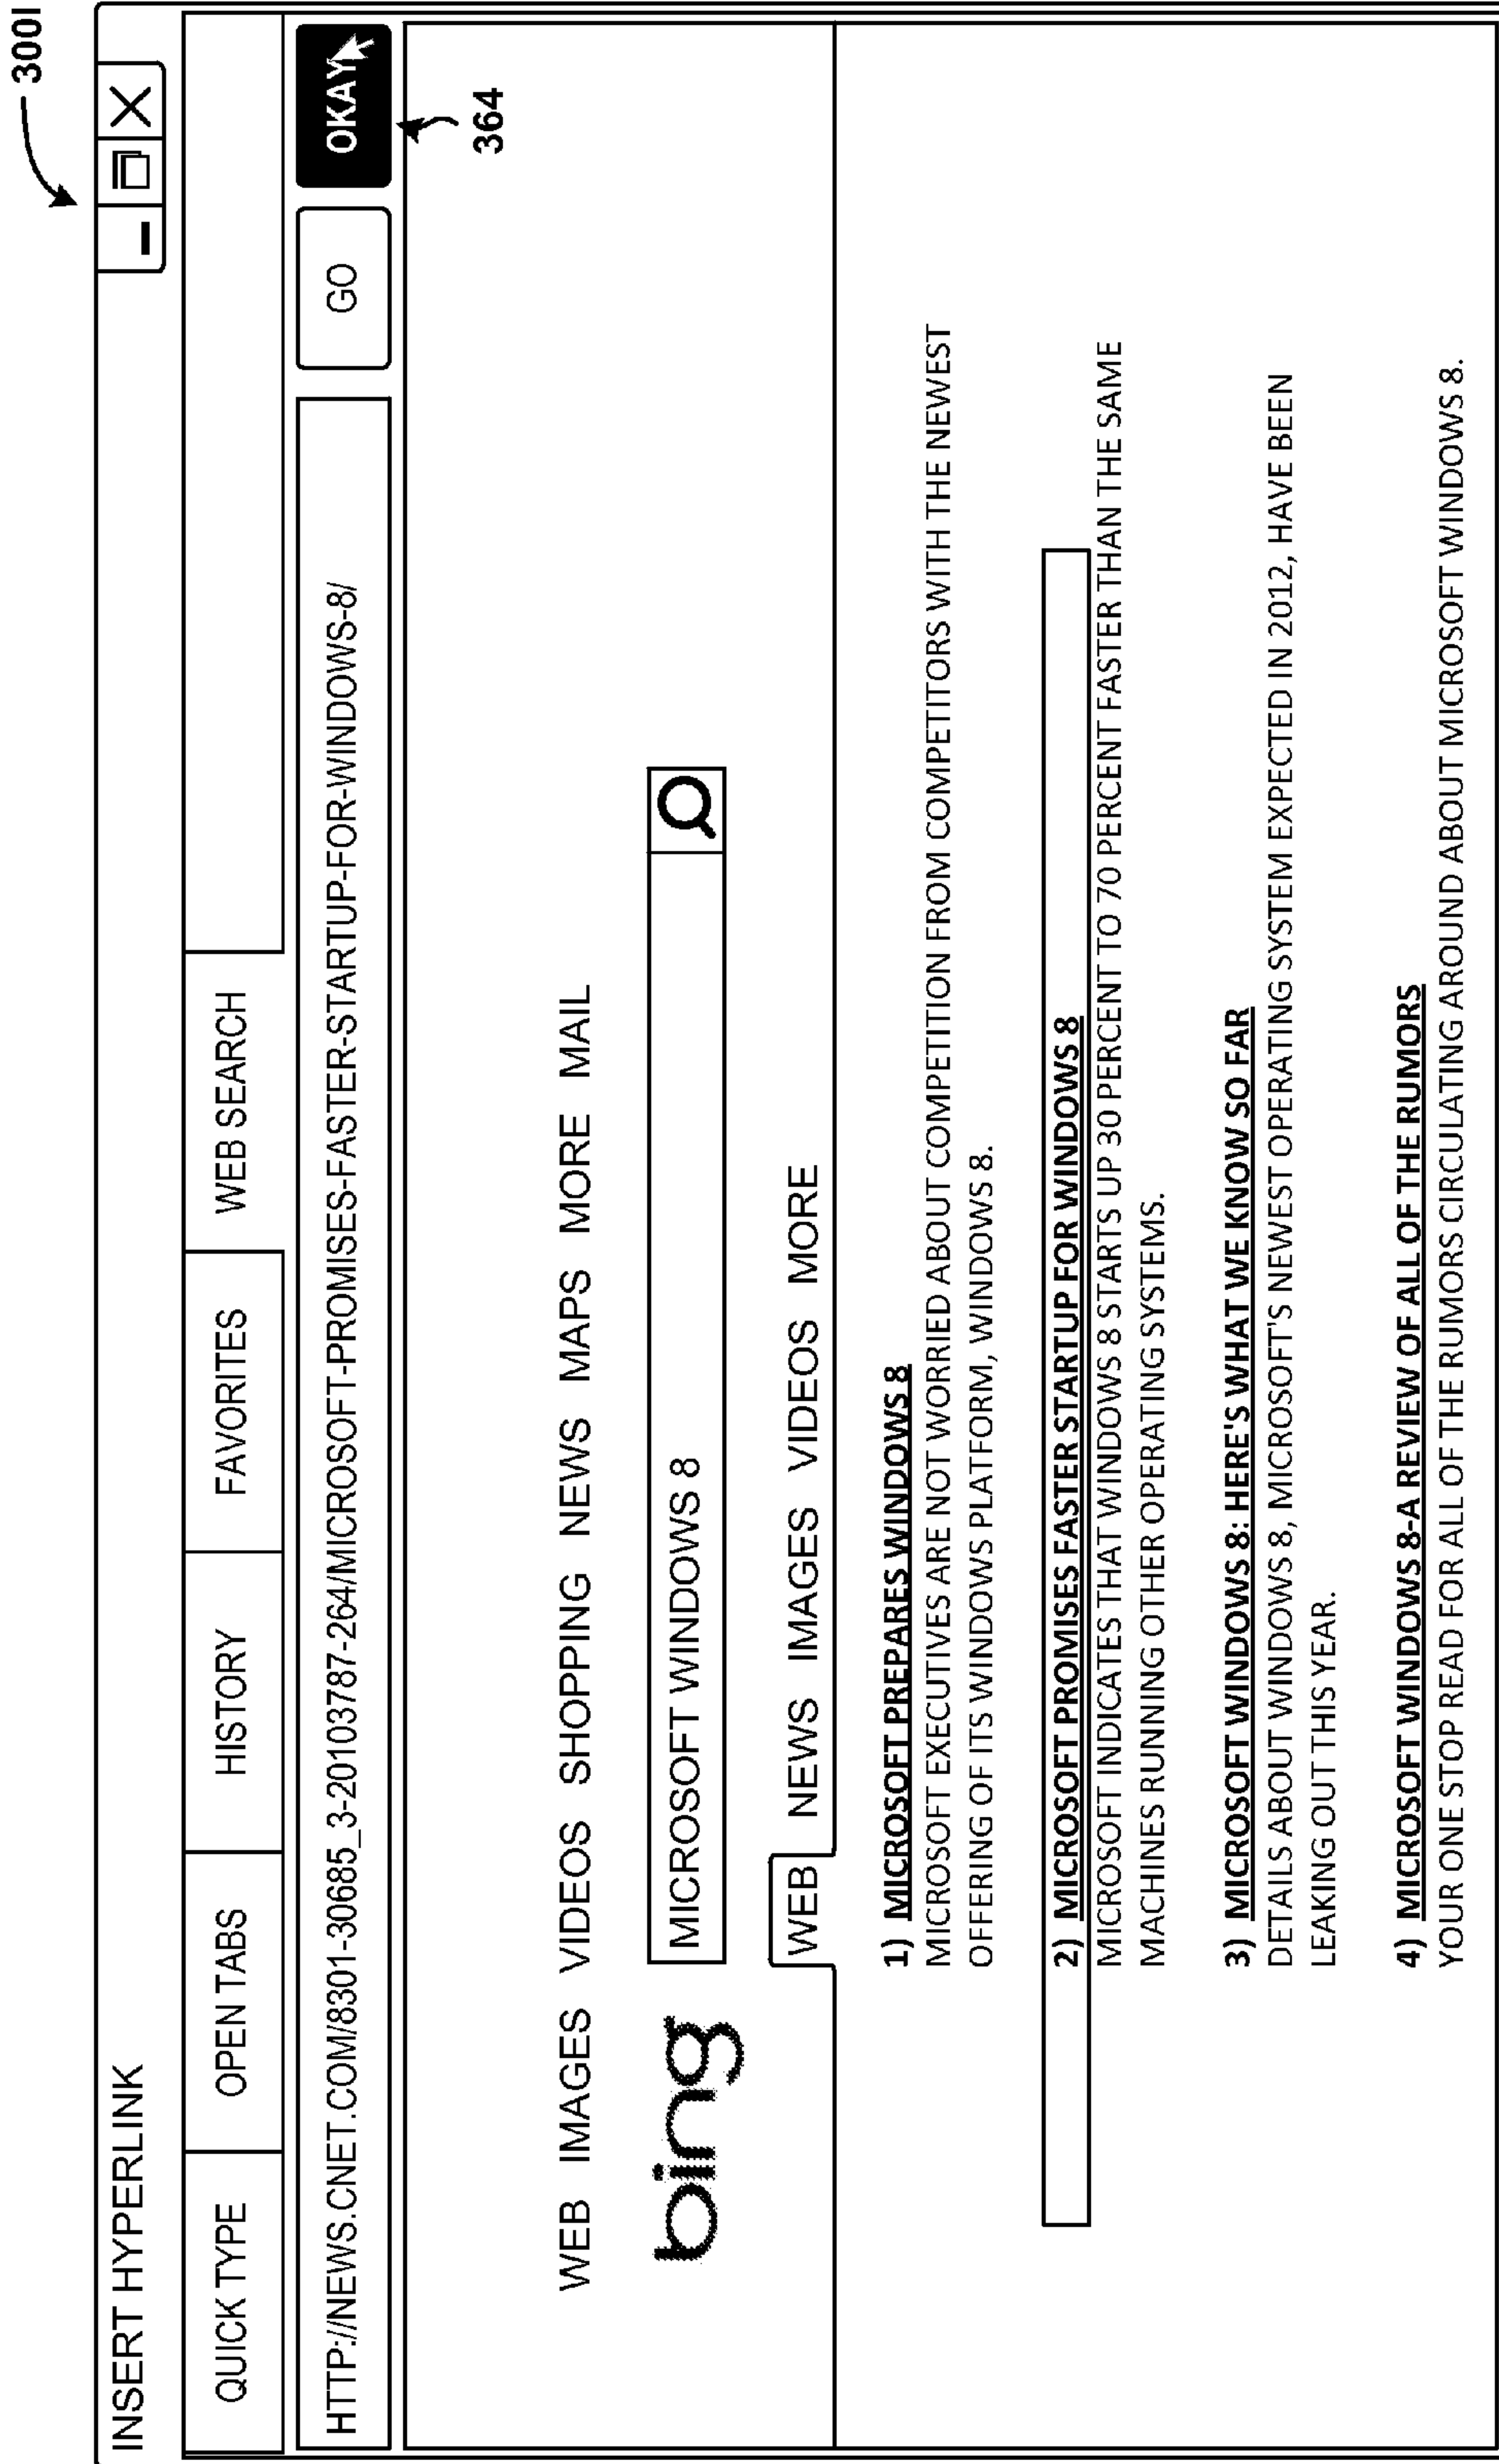 300I
INSERT HYPERLINK
QUICK TYPE OPEN TABS HISTORY FAVORITES WEB SEARCH
HTTP://NEWS.CNET.COM/8301-30685_3-20103787-264/MICROSOFT-PROMISES-FASTER-STARTUP-FOR-WINDOWS-8/ GO OKAY
364
WEB IMAGES VIDEOS SHOPPING NEWS MAPS MORE MAIL
bing MICROSOFT WINDOWS 8
WEB NEWS IMAGES VIDEOS MORE
1) MICROSOFT PREPARES WINDOWS 8
MICROSOFT EXECUTIVES ARE NOT WORRIED ABOUT COMPETITION FROM COMPETITORS WITH THE NEWEST
OFFERING OF ITS WINDOWS PLATFORM, WINDOWS 8.
2) MICROSOFT PROMISES FASTER STARTUP FOR WINDOWS 8
MICROSOFT INDICATES THAT WINDOWS 8 STARTS UP 30 PERCENT TO 70 PERCENT FASTER THAN THE SAME
MACHINES RUNNING OTHER OPERATING SYSTEMS.
3) MICROSOFT WINDOWS 8: HERE'S WHAT WE KNOW SO FAR
DETAILS ABOUT WINDOWS 8, MICROSOFT'S NEWEST OPERATING SYSTEM EXPECTED IN 2012, HAVE BEEN
LEAKING OUT THIS YEAR.
4) MICROSOFT WINDOWS 8-A REVIEW OF ALL OF THE RUMORS
YOUR ONE STOP READ FOR ALL OF THE RUMORS CIRCULATING AROUND ABOUT MICROSOFT WINDOWS 8.